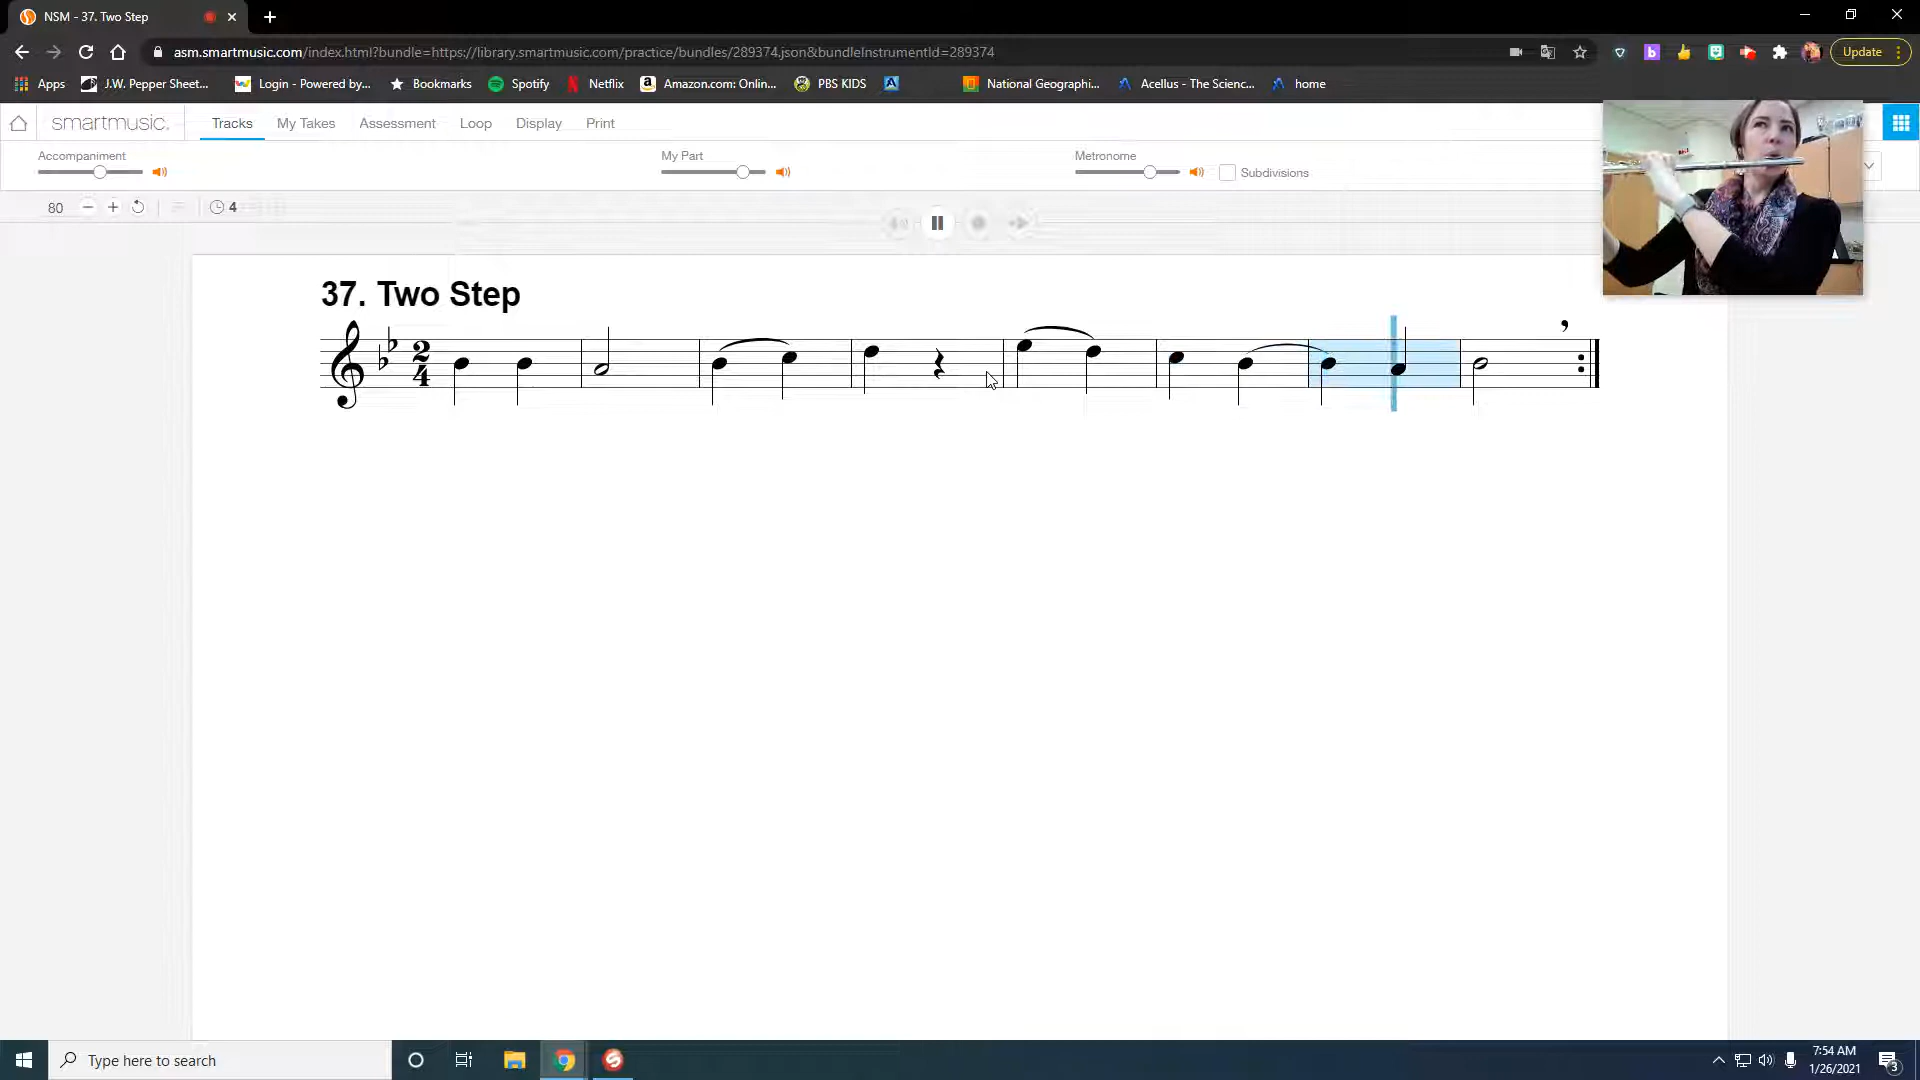 NSM - 37. Two Step
asm.smartmusic.com/index.html?bundle=https://library.smartmusic.com/practice/bundles/289374.json&bundleInstrumentId=289374
Update
Apps J.W. Pepper Sheet... Login - Powered by... Bookmarks Spotify Netflix Amazon.com: Onlin... PBS KIDS National Geographi... Acellus - The Scienc... home
smartmusic. Tracks My Takes Assessment Loop Display Print
Accompaniment My Part Metronome
Subdivisions
80 4
37. Two Step
2
4
Type here to search
7:54 AM
1/26/2021
3